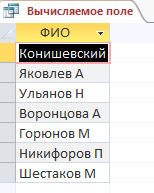 Вычисляемое поле
ФИО
Конишевский
Яковлев А
Ульянов Н
Воронцова А
Горюнов М
Никифоров П
Шестаков М